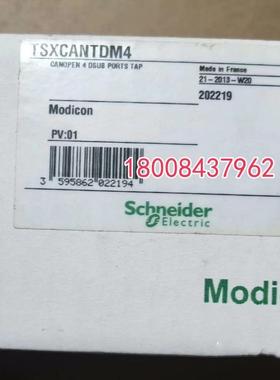 TSXCANTDM4
CANOPEN 4 DSUB PORTS TAP
Made in France
21-2013-W20
202219
Modicon
PV:01
18008437962
3 595862 022194
Schneider
Electric
Modi